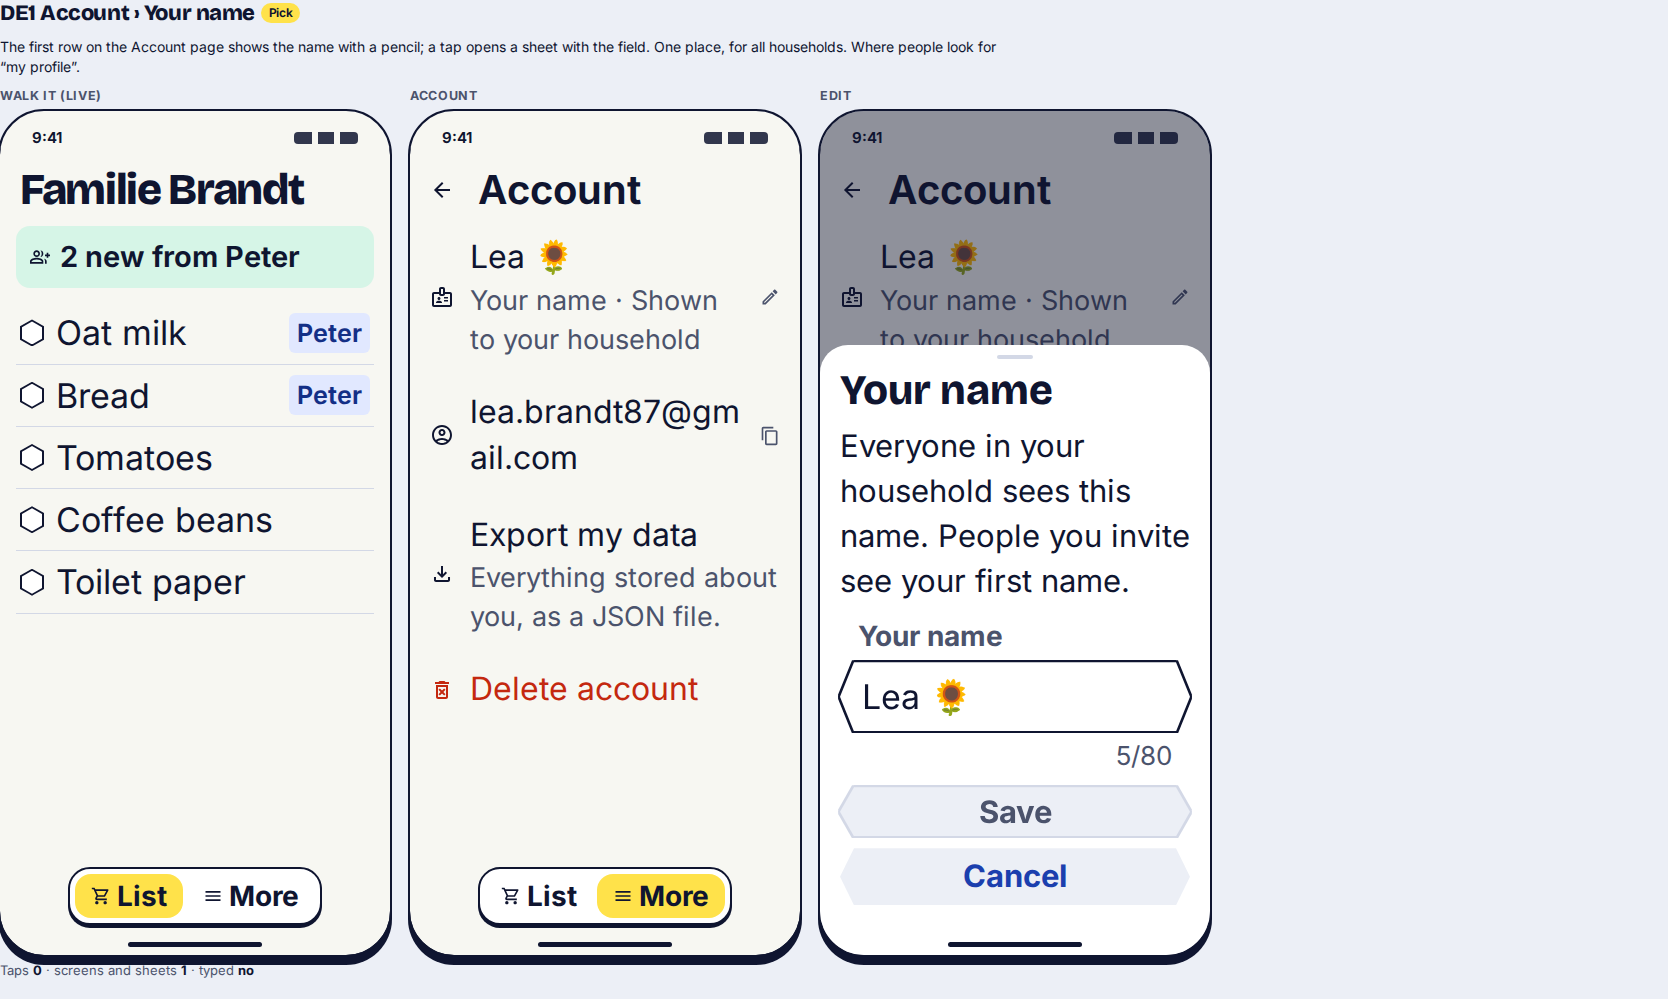 DE1 Account › Your name Pick
The first row on the Account page shows the name with a pencil; a tap opens a sheet with the field. One place, for all households. Where people look for
“my profile”.
WALK IT (LIVE)
9:41
Familie Brandt
2 new from Peter
Oat milk Peter
Bread Peter
Tomatoes
Coffee beans
Toilet paper
List More
Taps 0 · screens and sheets 1 · typed no
ACCOUNT
9:41
Account
Lea 🌻
Your name · Shown
to your household
lea.brandt87@gm
ail.com
Export my data
Everything stored about
you, as a JSON file.
Delete account
List More
EDIT
9:41
Account
Lea 🌻
Your name · Shown
to your household
Your name
Everyone in your
household sees this
name. People you invite
see your first name.
Your name
Lea 🌻
5/80
Save
Cancel